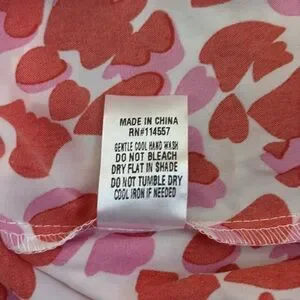 MADE IN CHINA
RN#114557
GENTLE COOL HAND WASH
DO NOT BLEACH
DRY FLAT IN SHADE
DO NOT TUMBLE DRY
COOL IRON IF NEEDED